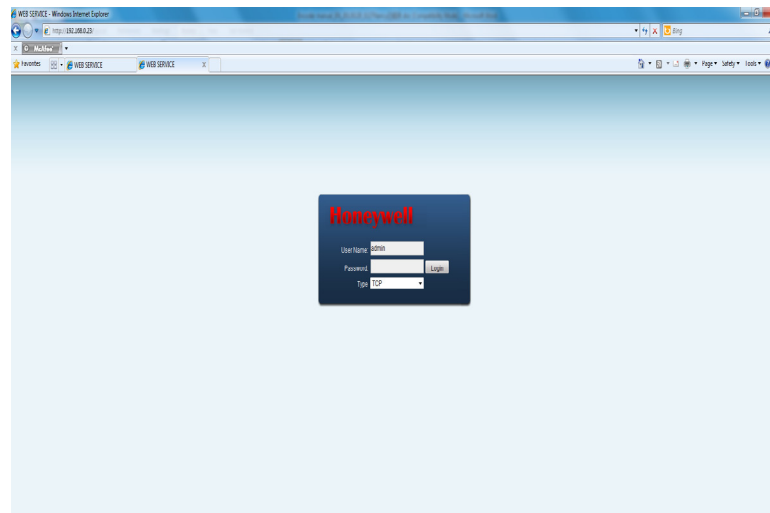 WEB SERVICE - Windows Internet Explorer
http://192.168.0.23/
Bing
X McAfee
Favorites WEB SERVICE WEB SERVICE X Page Safety Tools
Honeywell
User Name: admin
Password: Login
Type TCP